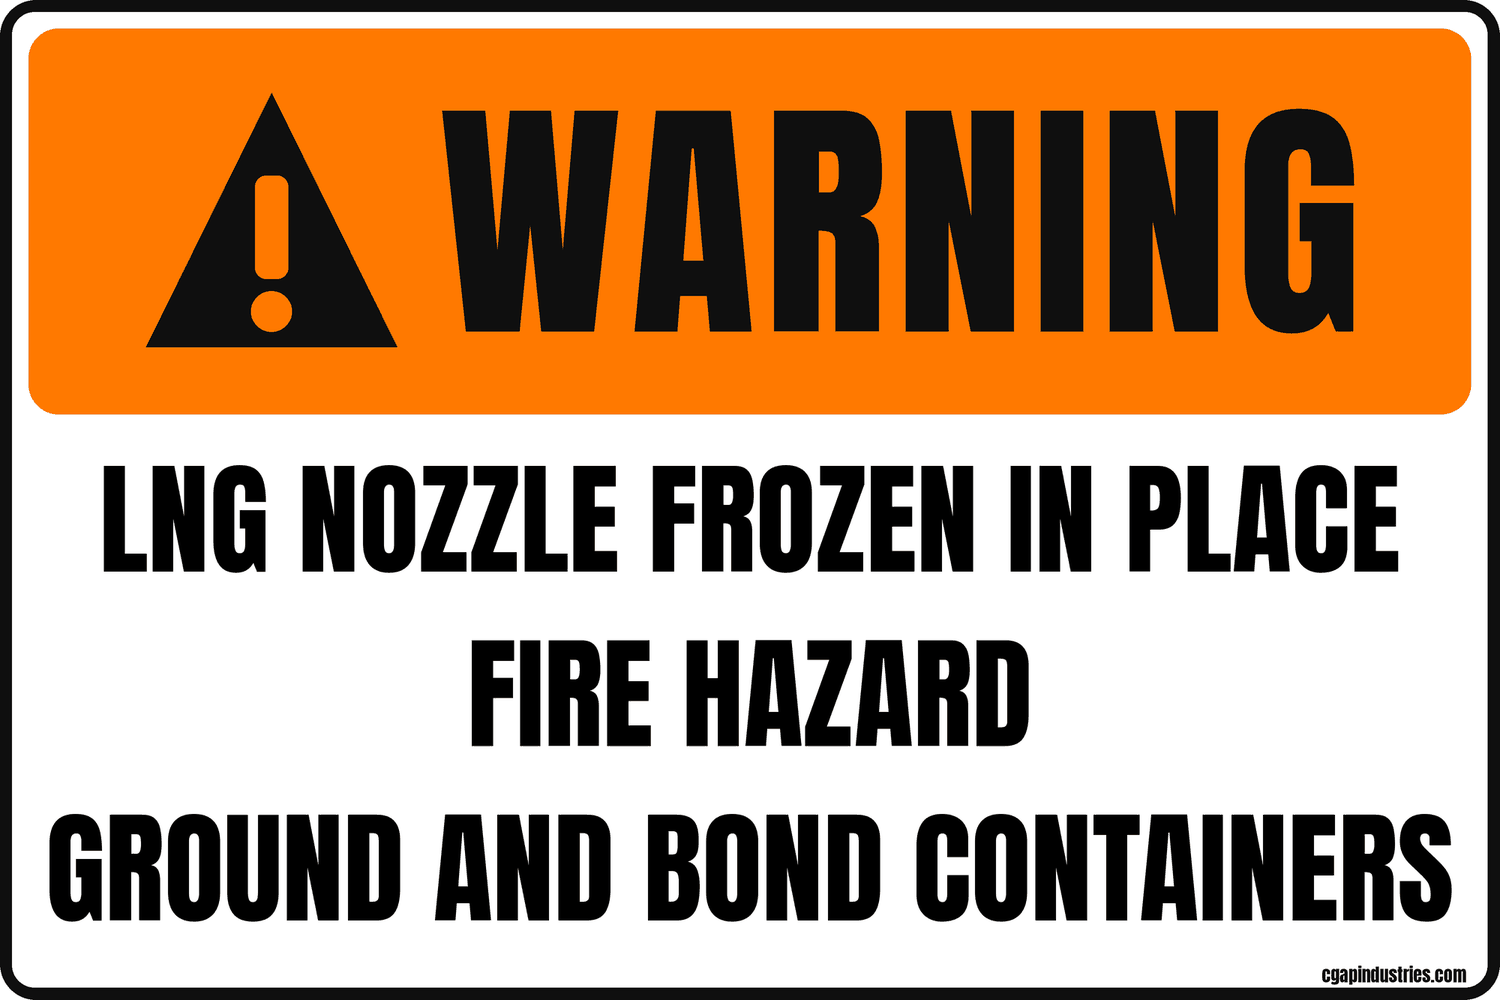 WARNING
LNG NOZZLE FROZEN IN PLACE
FIRE HAZARD
GROUND AND BOND CONTAINERS
cgapindustries.com